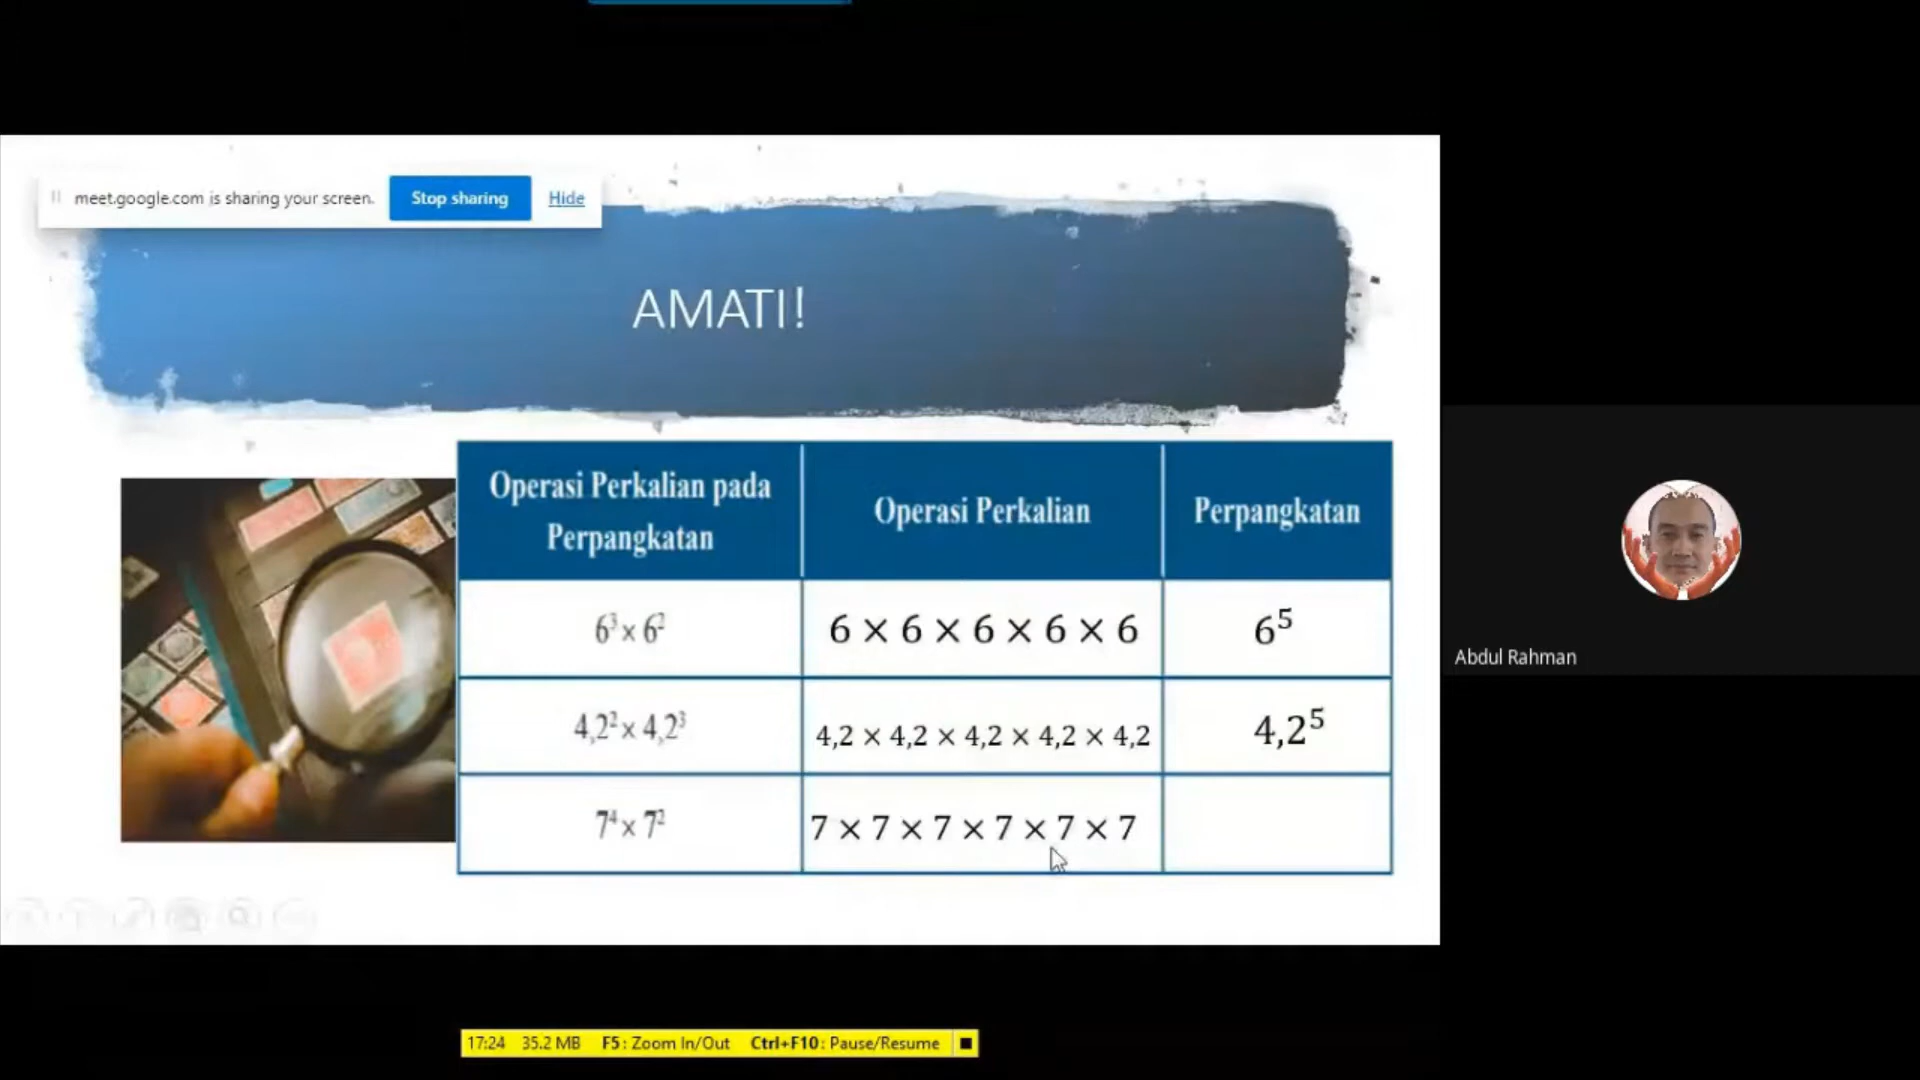 meet.google.com is sharing your screen. Stop sharing Hide
AMATI!
Operasi Perkalian pada
Perpangkatan
Operasi Perkalian
Perpangkatan
6³ x 6²
6 × 6 × 6 × 6 × 6
6⁵
4,2² x 4,2³
4,2 × 4,2 × 4,2 × 4,2 × 4,2
4,2⁵
7⁴ x 7²
7 × 7 × 7 × 7 × 7 × 7
Abdul Rahman
17:24 35.2 MB F5: Zoom In/Out Ctrl+F10: Pause/Resume